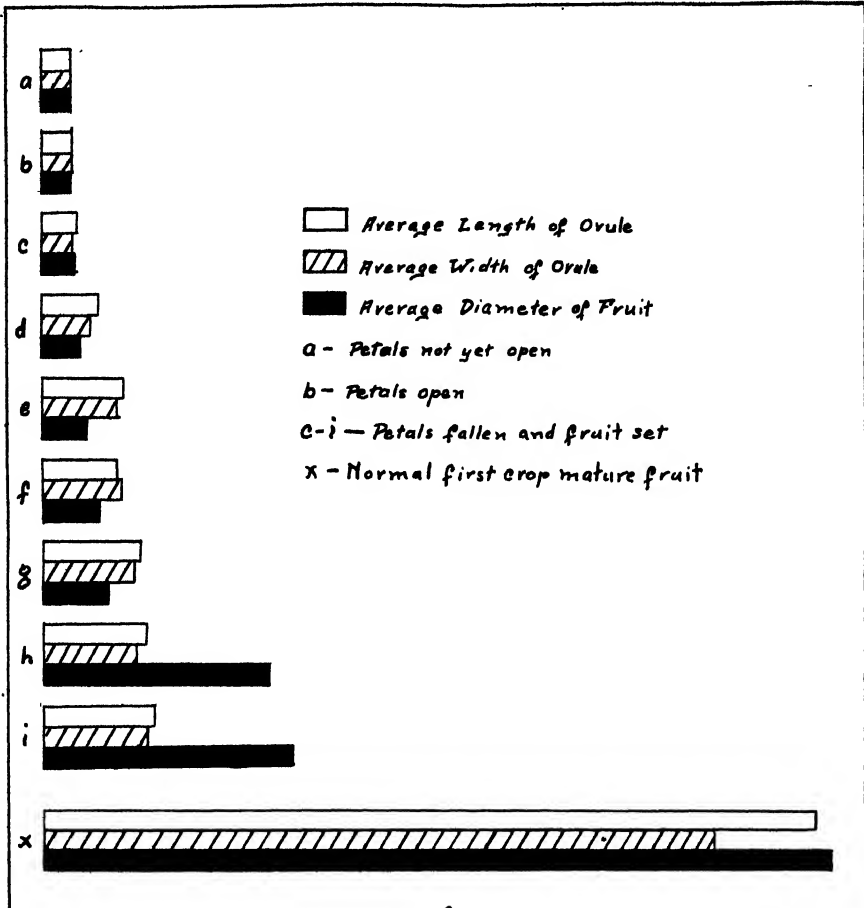 a
b
c
d
e
f
g
h
i
x
Average Length of Ovule
Average Width of Ovule
Average Diameter of Fruit
a - Petals not yet open
b - Petals open
c-i — Petals fallen and fruit set
x - Normal first crop mature fruit